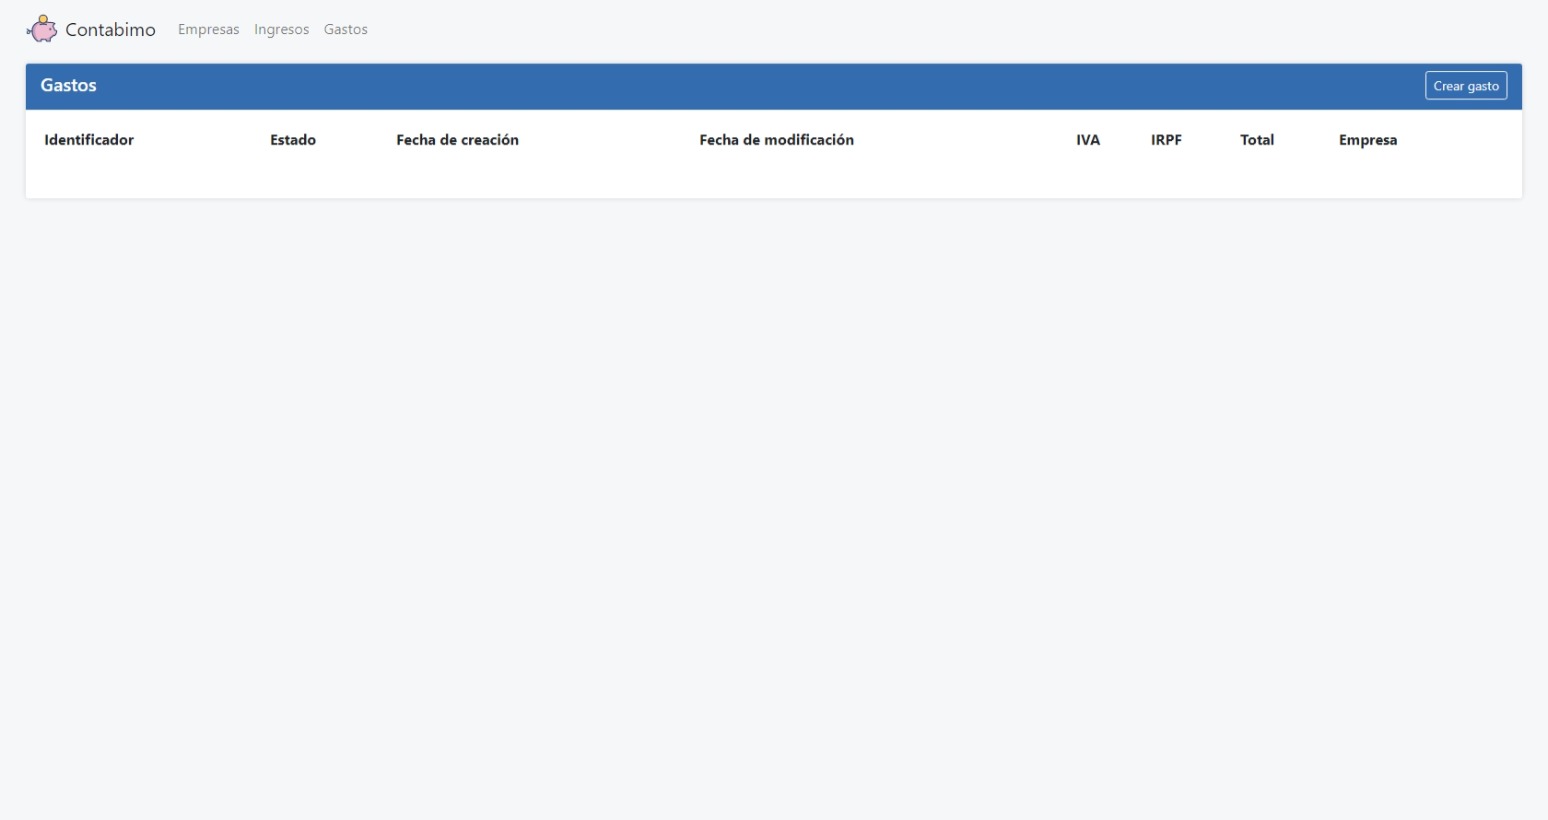 Contabimo Empresas Ingresos Gastos
Gastos Crear gasto
Identificador Estado Fecha de creación Fecha de modificación IVA IRPF Total Empresa